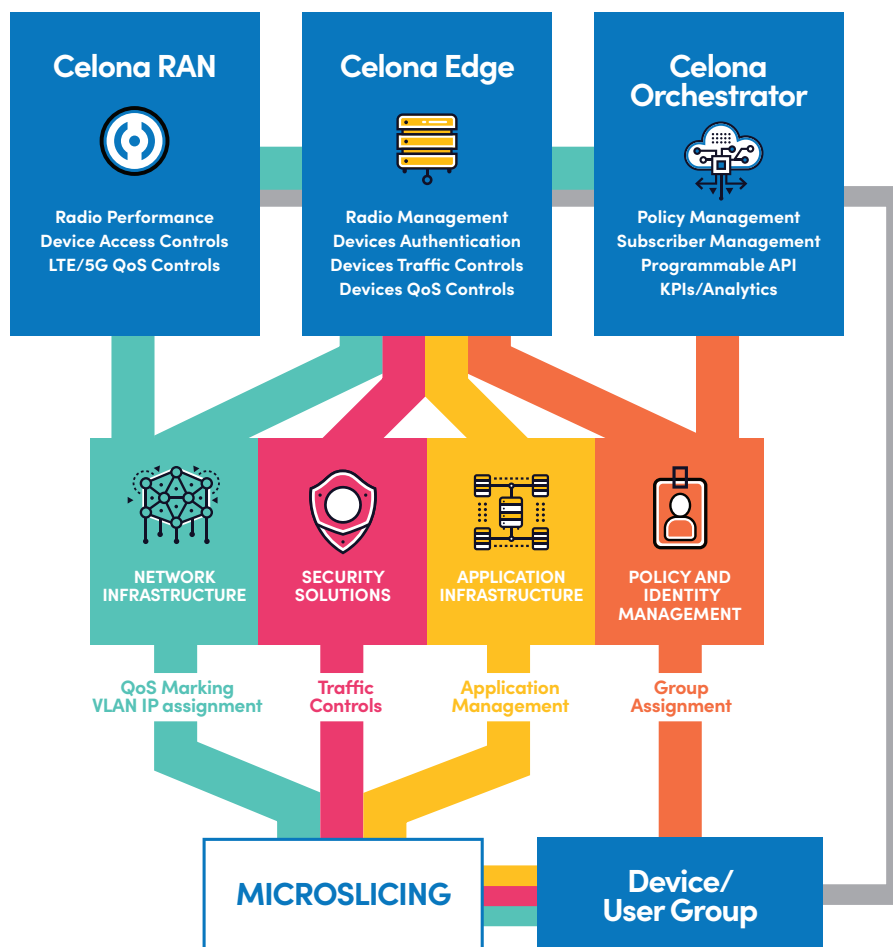 Celona RAN
Radio Performance
Device Access Controls
LTE/5G QoS Controls
Celona Edge
Radio Management
Devices Authentication
Devices Traffic Controls
Devices QoS Controls
Celona
Orchestrator
Policy Management
Subscriber Management
Programmable API
KPIs/Analytics
NETWORK
INFRASTRUCTURE
SECURITY
SOLUTIONS
APPLICATION
INFRASTRUCTURE
POLICY AND
IDENTITY
MANAGEMENT
QoS Marking
VLAN IP assignment
Traffic
Controls
Application
Management
Group
Assignment
MICROSLICING
Device/
User Group